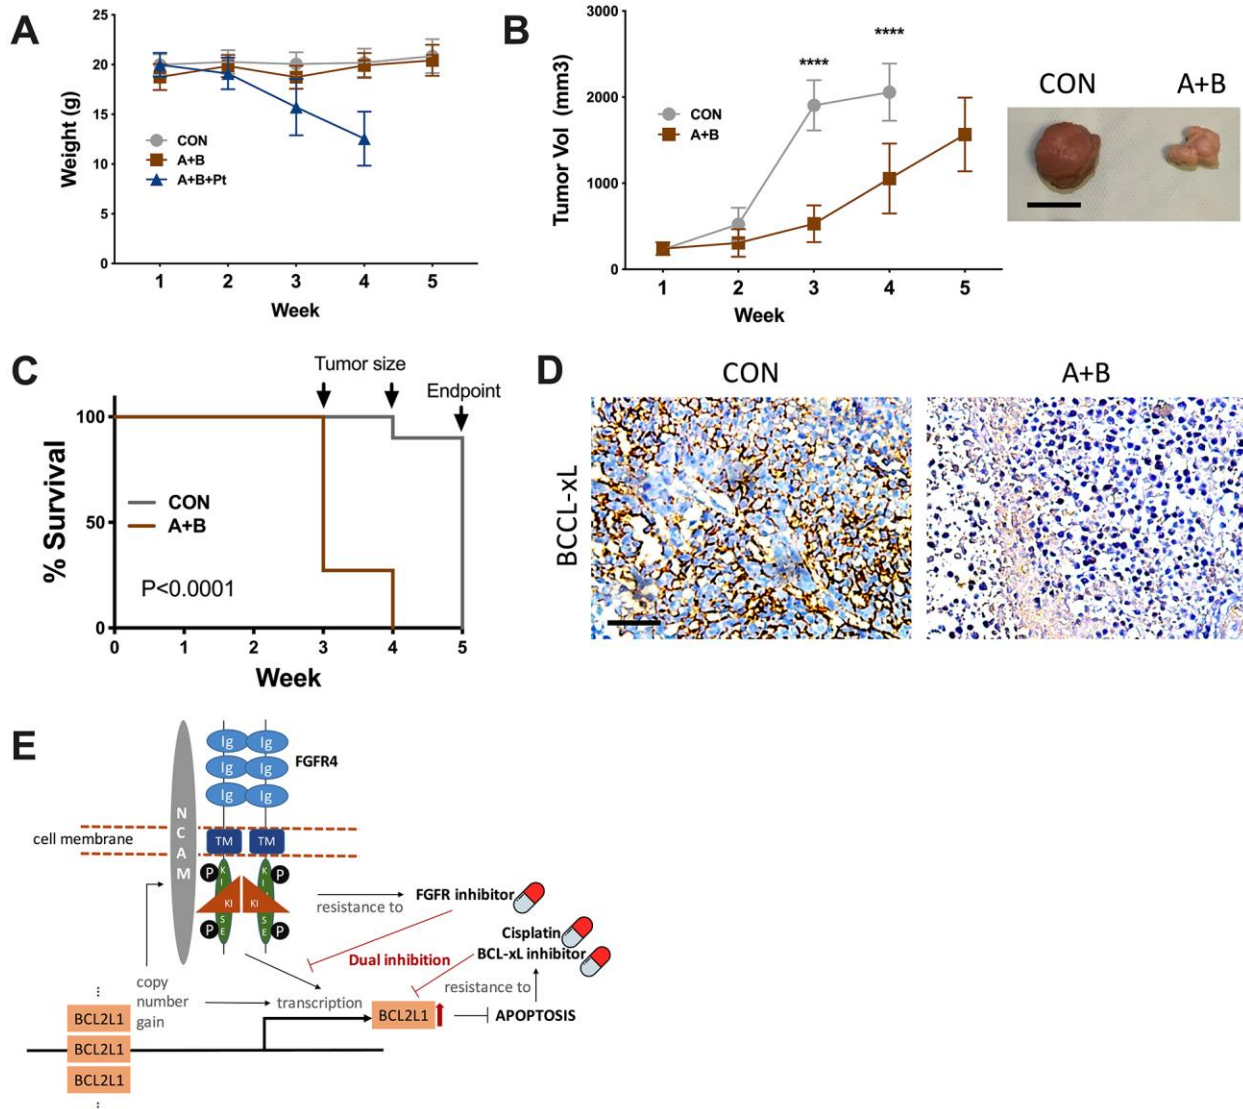 A
25
20
15
10
5
0
Weight (g)
CON
A+B
A+B+Pt
1 2 3 4 5
Week
B
3000
2000
1000
0
Tumor Vol (mm3)
****
****
CON
A+B
1 2 3 4 5
Week
CON A+B
C
Tumor size
Endpoint
100
50
0
% Survival
CON
A+B
P<0.0001
0 1 2 3 4 5
Week
D
CON A+B
BCCL-xL
E
NCAM
Ig Ig
Ig Ig
Ig Ig
FGFR4
cell membrane
TM TM
P P
KI KI
SE SE
P P
resistance to
FGFR inhibitor
Cisplatin
BCL-xL inhibitor
Dual inhibition
resistance to
copy
number
gain
transcription
BCL2L1
APOPTOSIS
⋮
BCL2L1
BCL2L1
BCL2L1
⋮